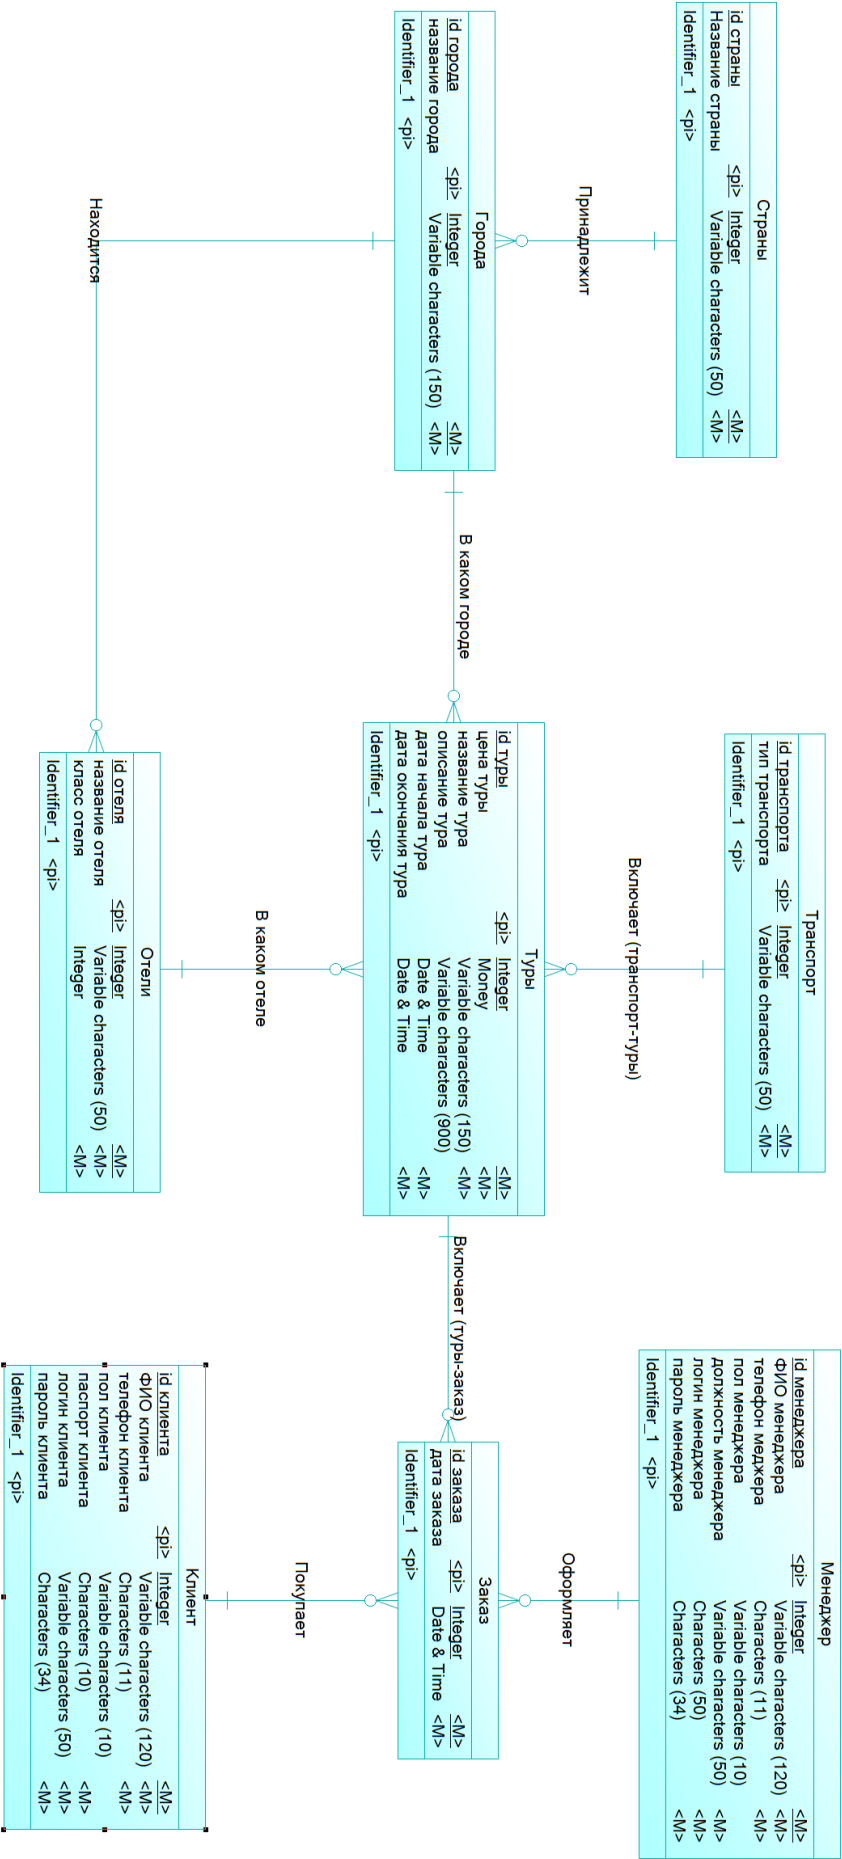 Страны
id страны <pi> Integer <M>
Название страны Variable characters (50) <M>
Identifier_1 <pi>
Транспорт
id транспорта <pi> Integer <M>
тип транспорта Variable characters (50) <M>
Identifier_1 <pi>
Менеджер
id менеджера <pi> Integer <M>
ФИО менеджера Variable characters (120) <M>
телефон меджера Characters (11) <M>
пол менеджера Variable characters (10)
должность менеджера Variable characters (50) <M>
логин менеджера Characters (50) <M>
пароль менеджера Characters (34) <M>
Identifier_1 <pi>
Принадлежит
Включает (транспорт-туры)
Оформляет
Города
id города <pi> Integer <M>
название города Variable characters (150) <M>
Identifier_1 <pi>
В каком городе
Туры
id туры <pi> Integer <M>
цена туры Money <M>
название тура Variable characters (150) <M>
описание тура Variable characters (900)
дата начала тура Date & Time <M>
дата окончания тура Date & Time <M>
Identifier_1 <pi>
Включает (туры-заказ)
Заказ
id заказа <pi> Integer <M>
дата заказа Date & Time <M>
Identifier_1 <pi>
Находится
В каком отеле
Покупает
Отели
id отеля <pi> Integer <M>
название отеля Variable characters (50) <M>
класс отеля Integer <M>
Identifier_1 <pi>
Клиент
id клиента <pi> Integer <M>
ФИО клиента Variable characters (120) <M>
телефон клиента Characters (11) <M>
пол клиента Variable characters (10)
паспорт клиента Characters (10) <M>
логин клиента Variable characters (50) <M>
пароль клиента Characters (34) <M>
Identifier_1 <pi>